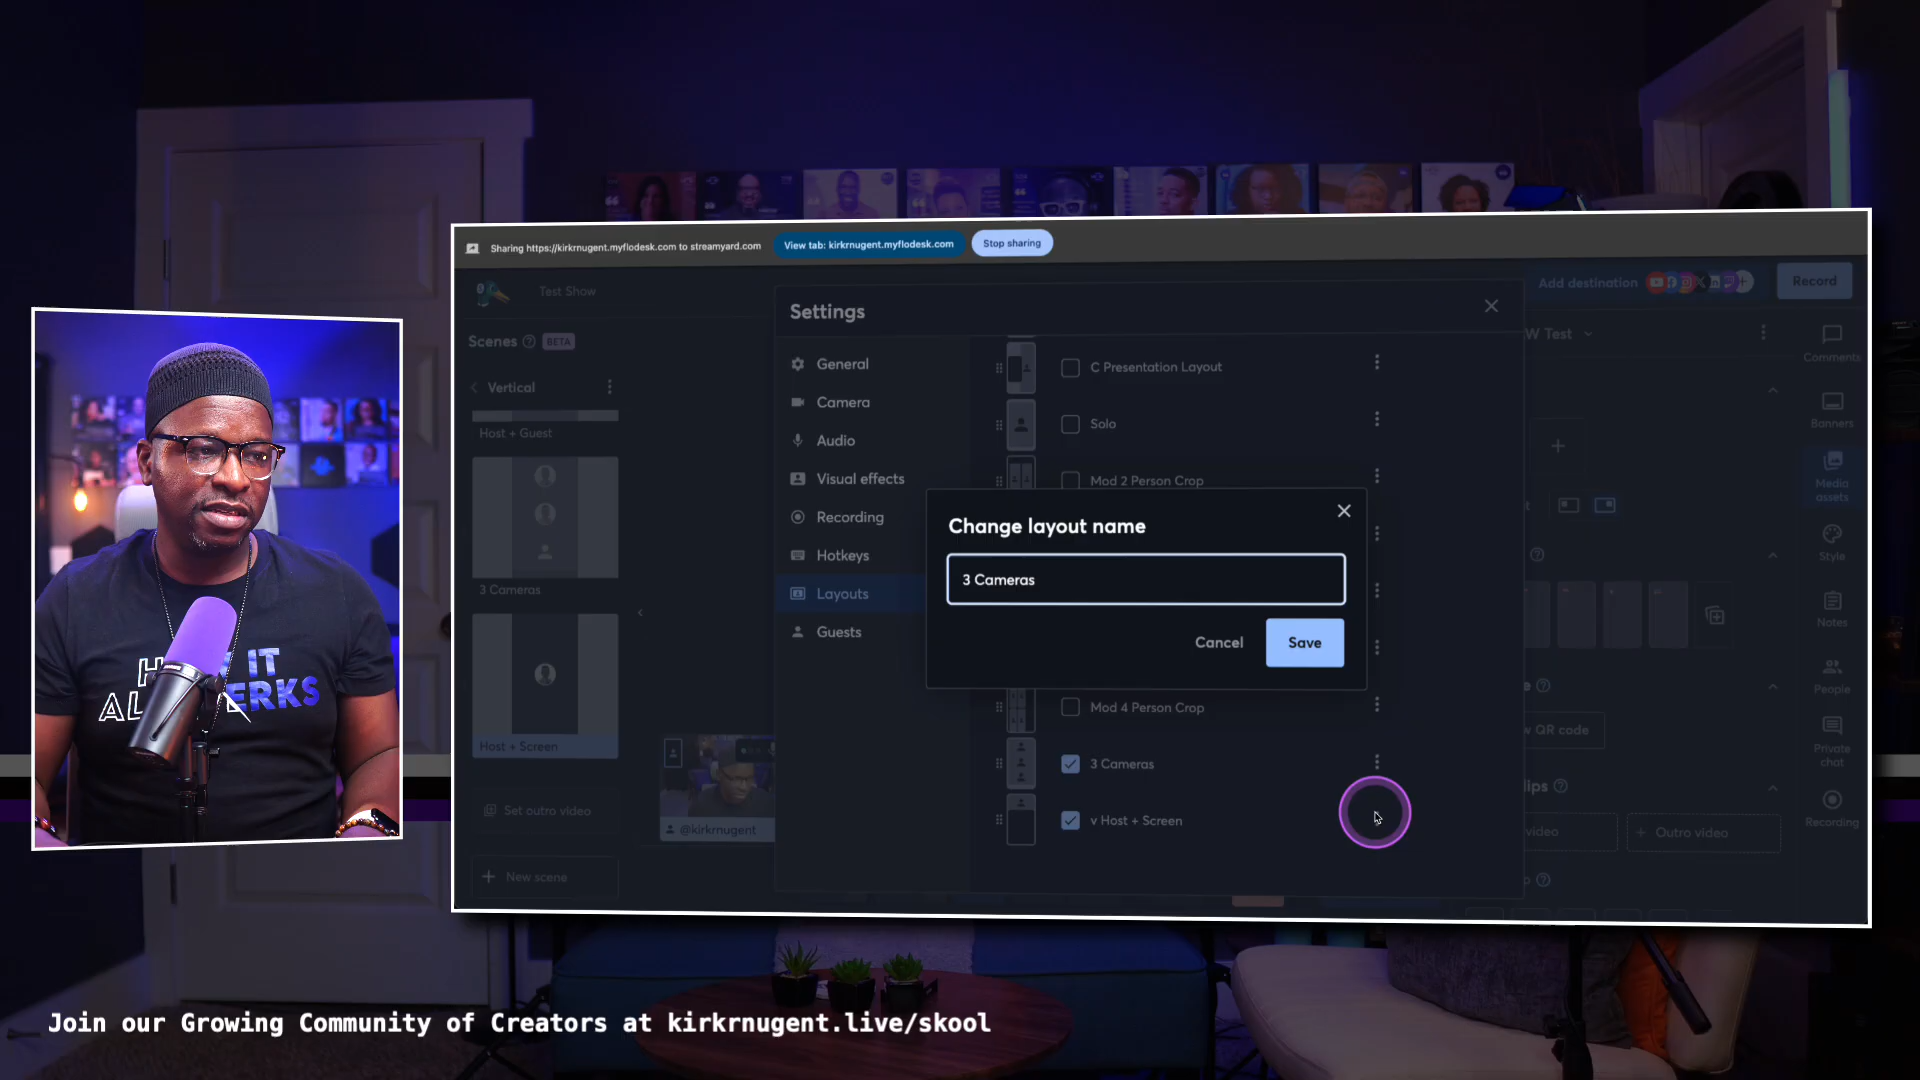 Sharing https://kirkrnugent.myflodesk.com to streamyard.com
View tab: kirkrnugent.myflodesk.com
Stop sharing
Test Show
Add destination
Record
Settings
Scenes
BETA
Vertical
Host + Guest
3 Cameras
Host + Screen
Set outro video
New scene
General
Camera
Audio
Visual effects
Recording
Hotkeys
Layouts
Guests
C Presentation Layout
Solo
Mod 2 Person Crop
Change layout name
3 Cameras
Cancel
Save
Mod 4 Person Crop
3 Cameras
v Host + Screen
@kirkrnugent
W Test
QR code
video
Outro video
Comments
Banners
Media
assets
Style
Notes
People
Private
chat
Recording
IT
Join our Growing Community of Creators at kirkrnugent.live/skool